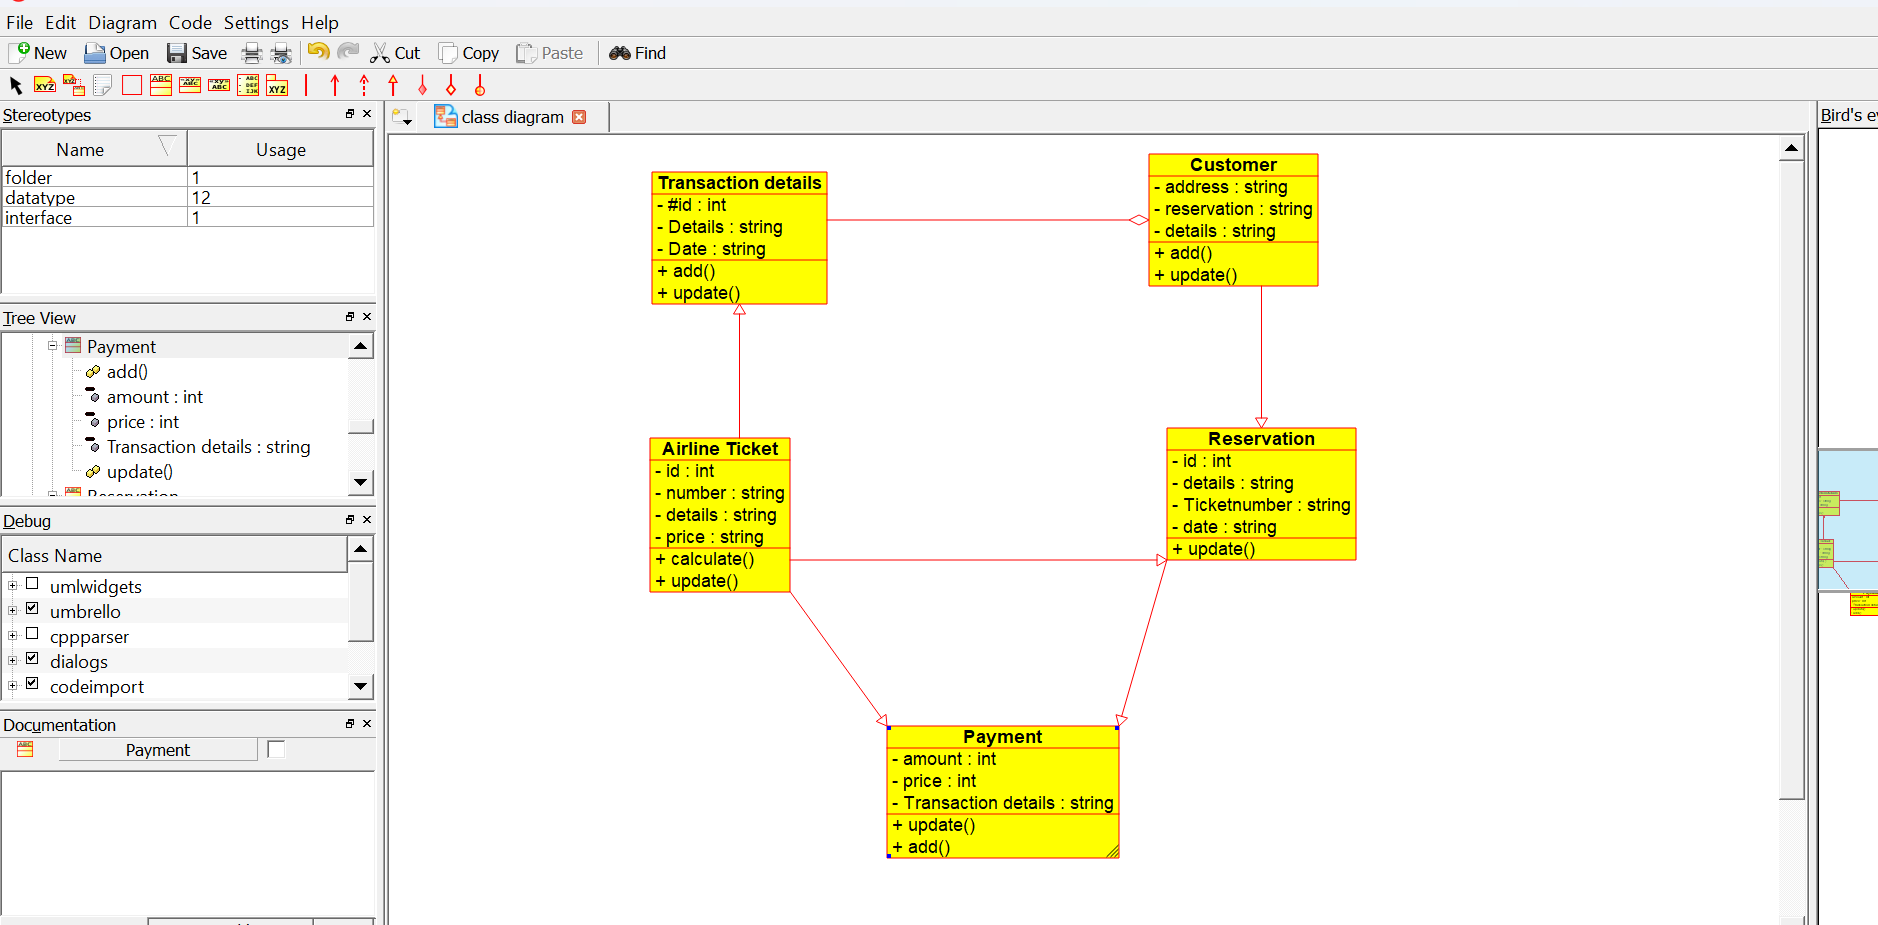 File Edit Diagram Code Settings Help
New Open Save Cut Copy Paste Find
Stereotypes
Name Usage
folder 1
datatype 12
interface 1
Tree View
Payment
add()
amount : int
price : int
Transaction details : string
update()
Reservation
Debug
Class Name
umlwidgets
umbrello
cppparser
dialogs
codeimport
Documentation
Payment
class diagram
Transaction details
- #id : int
- Details : string
- Date : string
+ add()
+ update()
Customer
- address : string
- reservation : string
- details : string
+ add()
+ update()
Airline Ticket
- id : int
- number : string
- details : string
- price : string
+ calculate()
+ update()
Reservation
- id : int
- details : string
- Ticketnumber : string
- date : string
+ update()
Payment
- amount : int
- price : int
- Transaction details : string
+ update()
+ add()
Bird's e